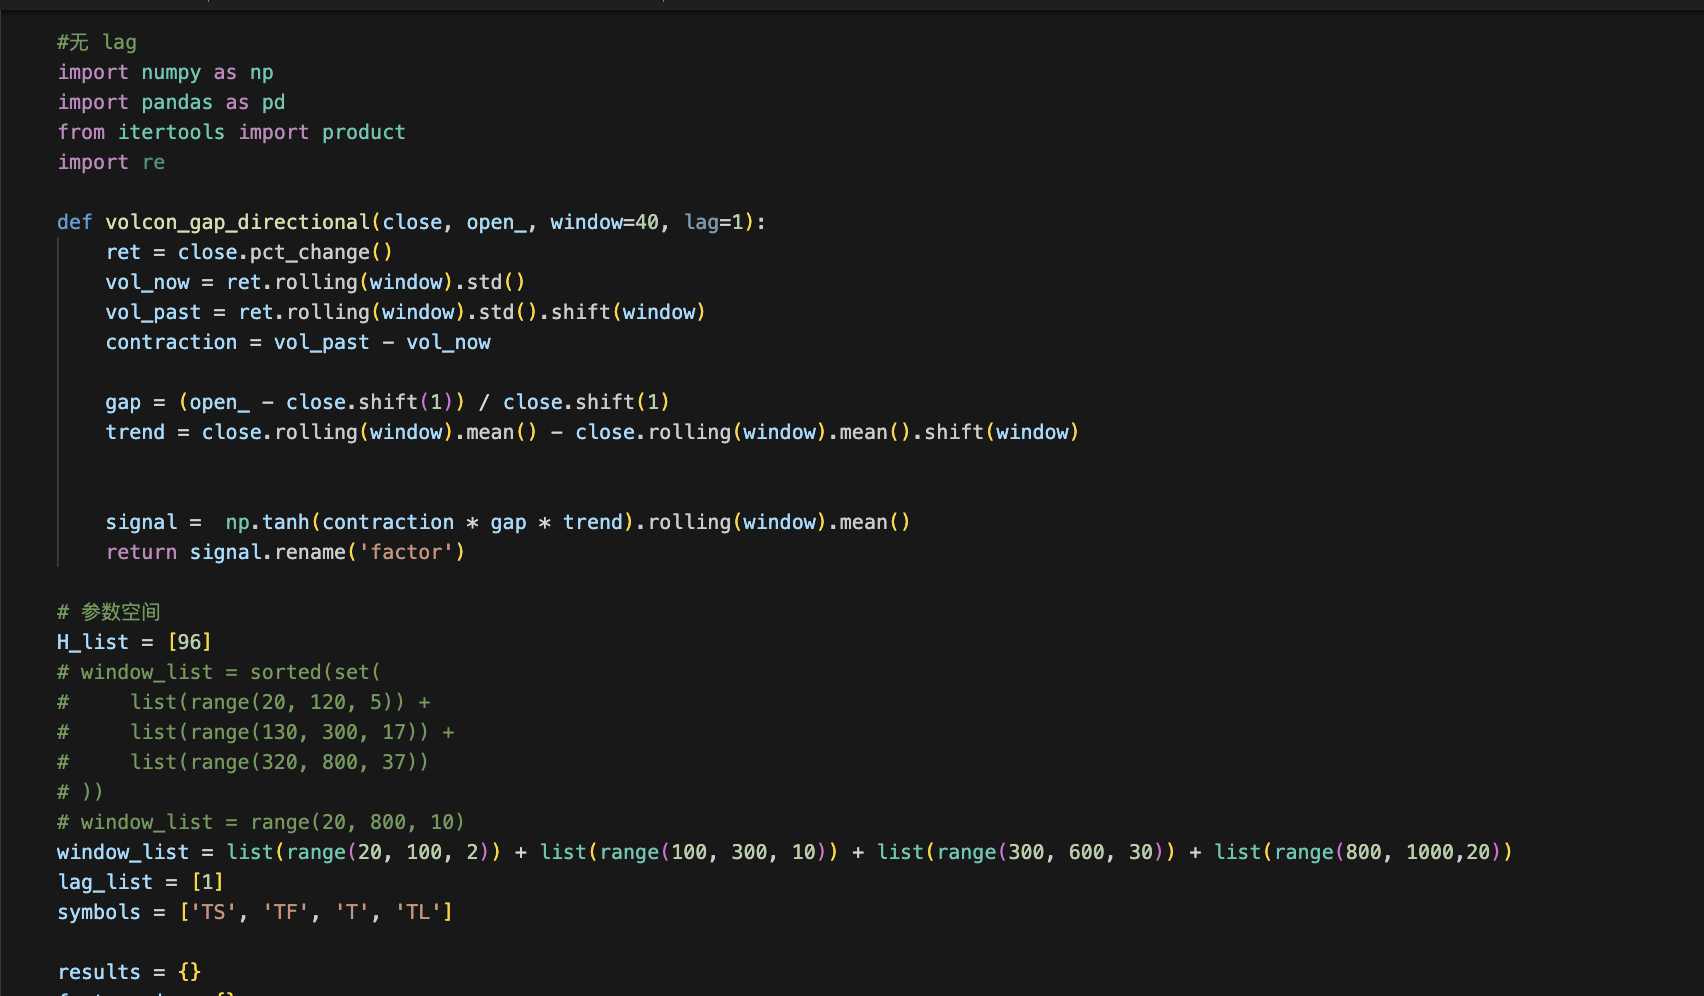 #无 lag
import numpy as np
import pandas as pd
from itertools import product
import re

def volcon_gap_directional(close, open_, window=40, lag=1):
    ret = close.pct_change()
    vol_now = ret.rolling(window).std()
    vol_past = ret.rolling(window).std().shift(window)
    contraction = vol_past - vol_now

    gap = (open_ - close.shift(1)) / close.shift(1)
    trend = close.rolling(window).mean() - close.rolling(window).mean().shift(window)


    signal =  np.tanh(contraction * gap * trend).rolling(window).mean()
    return signal.rename('factor')

# 参数空间
H_list = [96]
# window_list = sorted(set(
#     list(range(20, 120, 5)) +
#     list(range(130, 300, 17)) +
#     list(range(320, 800, 37))
# ))
# window_list = range(20, 800, 10)
window_list = list(range(20, 100, 2)) + list(range(100, 300, 10)) + list(range(300, 600, 30)) + list(range(800, 1000,20))
lag_list = [1]
symbols = ['TS', 'TF', 'T', 'TL']

results = {}